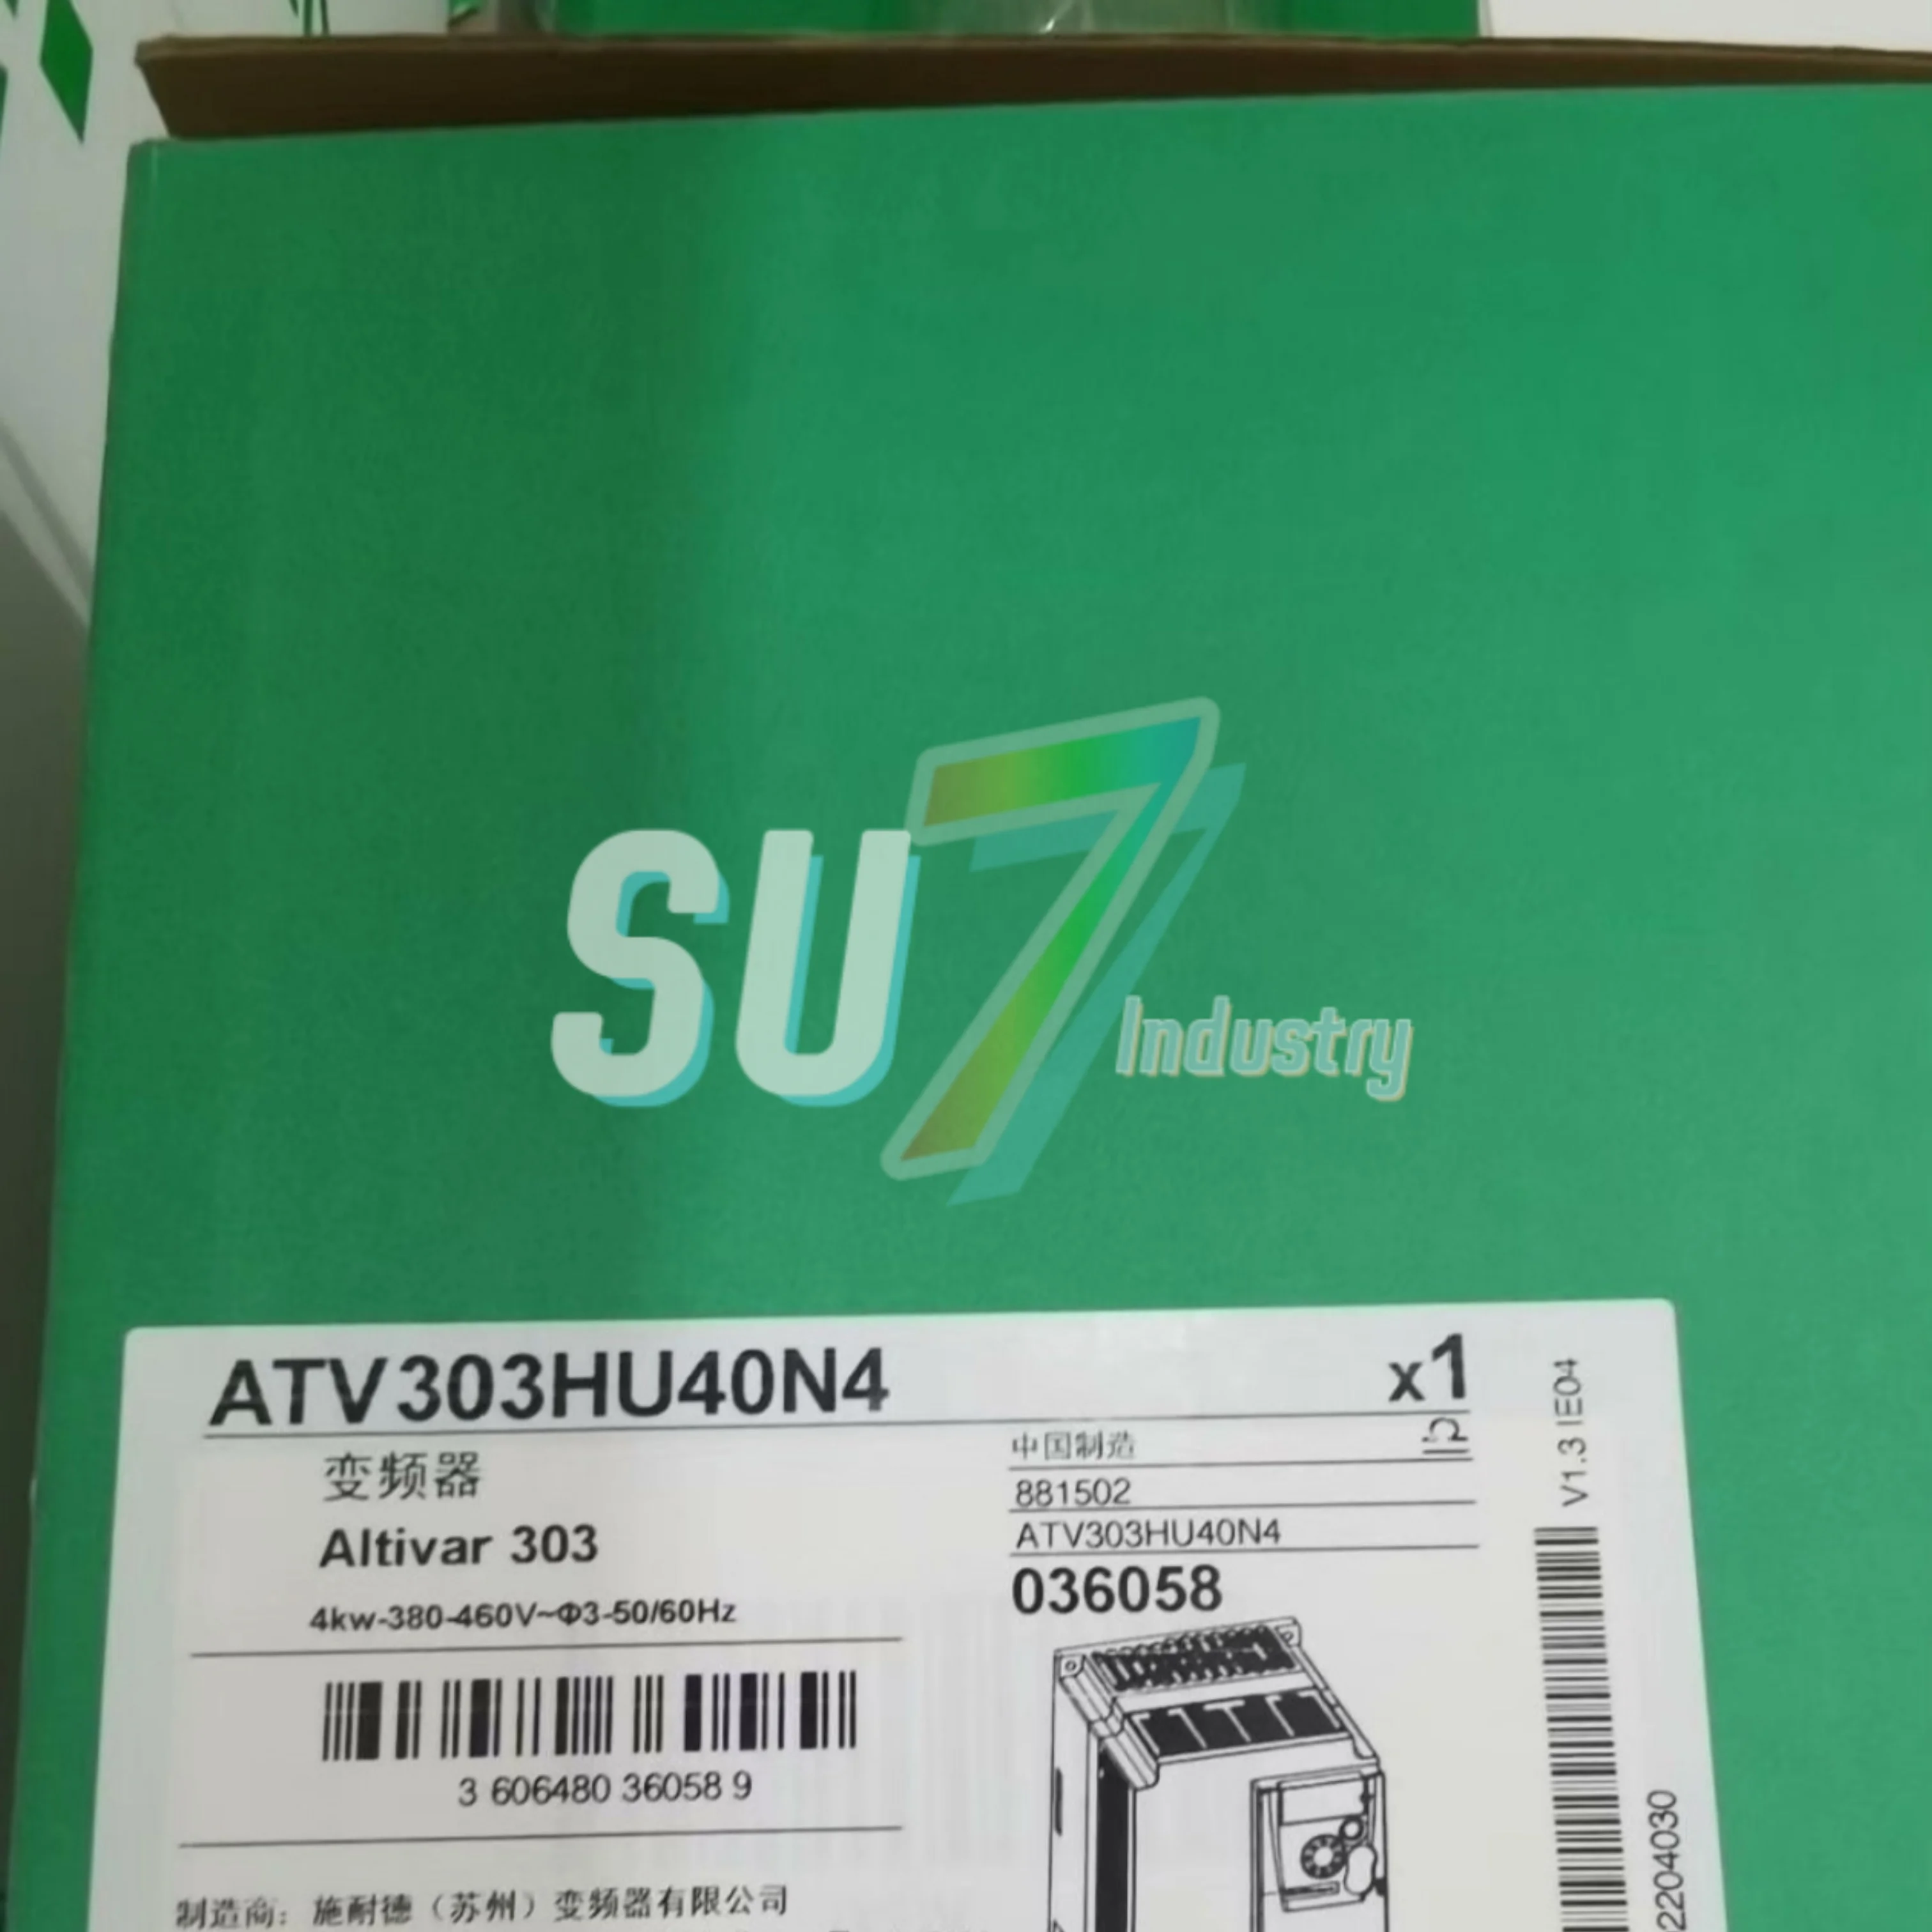 SU7
Industry
ATV303HU40N4
x1
变频器
Altivar 303
4kw-380-460V~Φ3-50/60Hz
3 606480 36058 9
制造商：施耐德（苏州）变频器有限公司
中国制造
881502
ATV303HU40N4
036058
V1.3 IE04
2204030